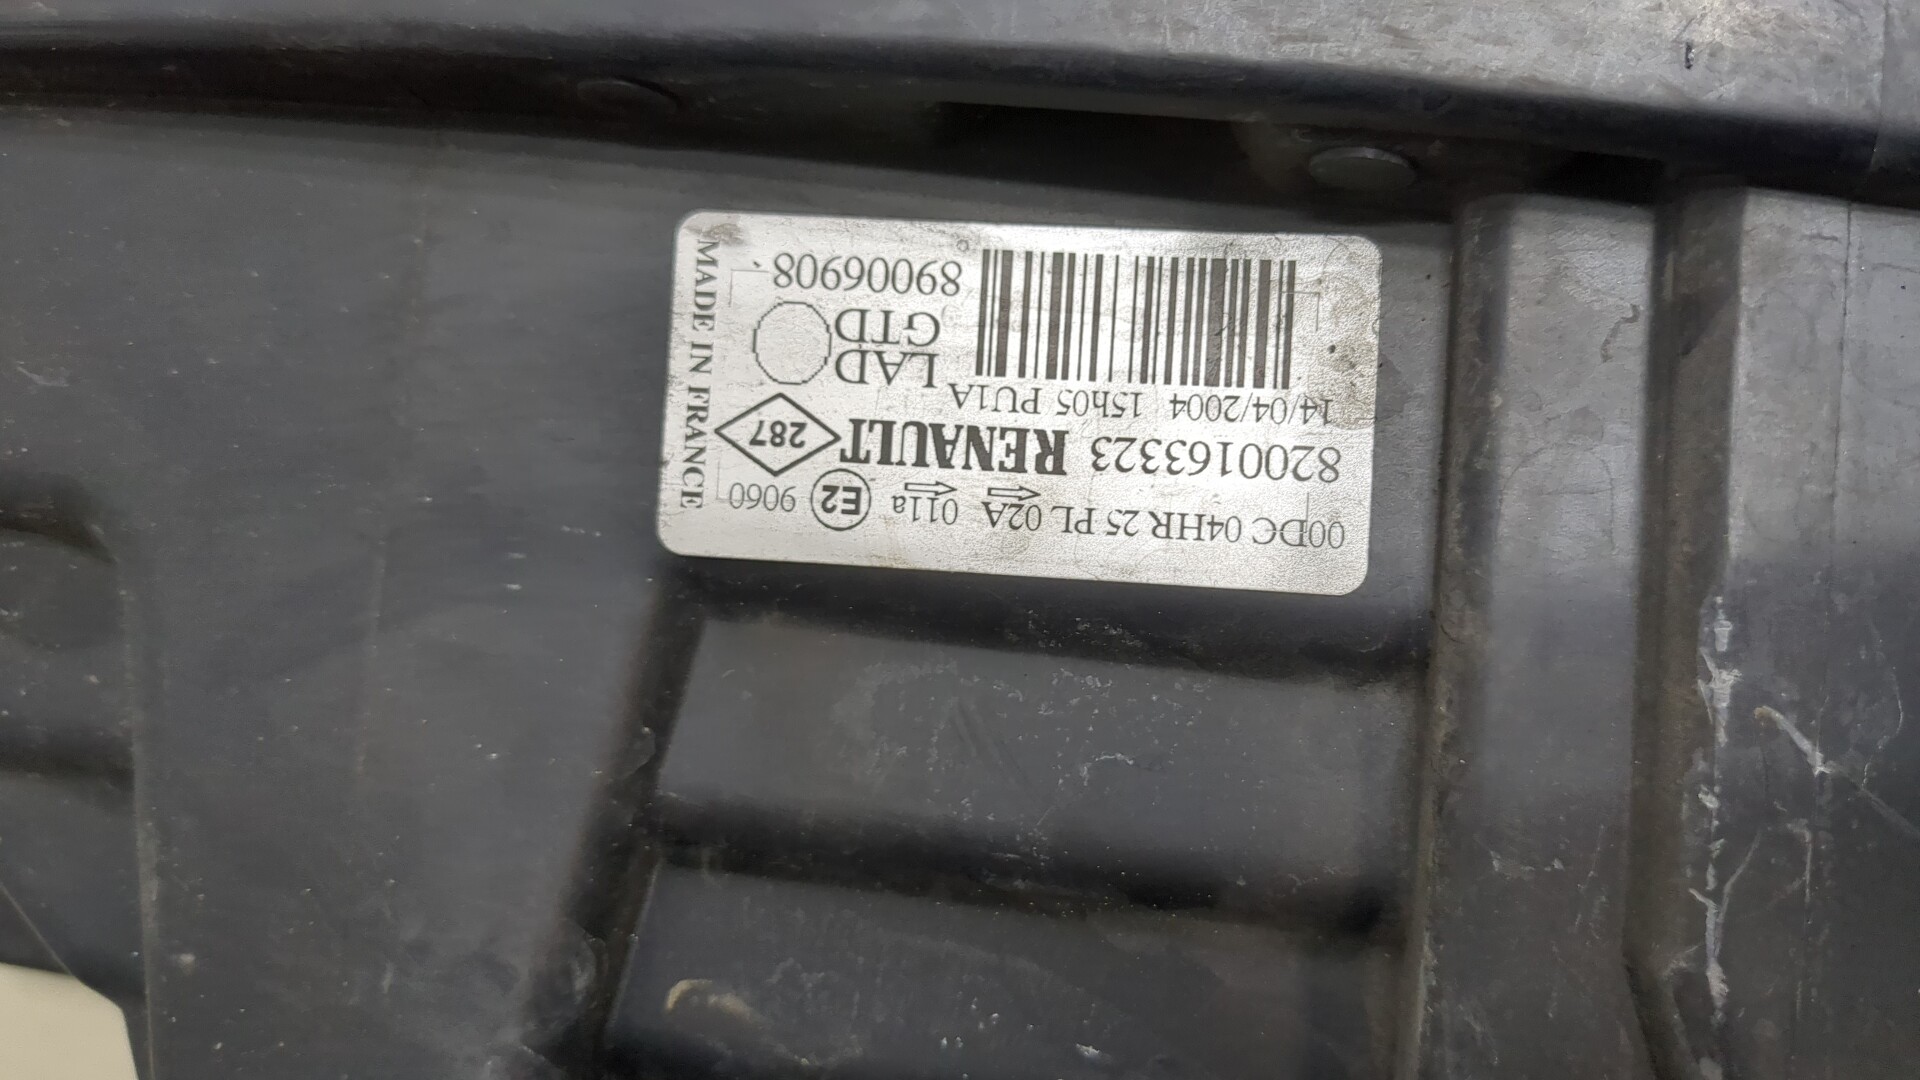 00DC 04HR 25 PL 02A 011a E2 9060
8200163323 RENAULT 287
14/04/2004 15h05 PU1A
LAD
GTD
89006908
MADE IN FRANCE